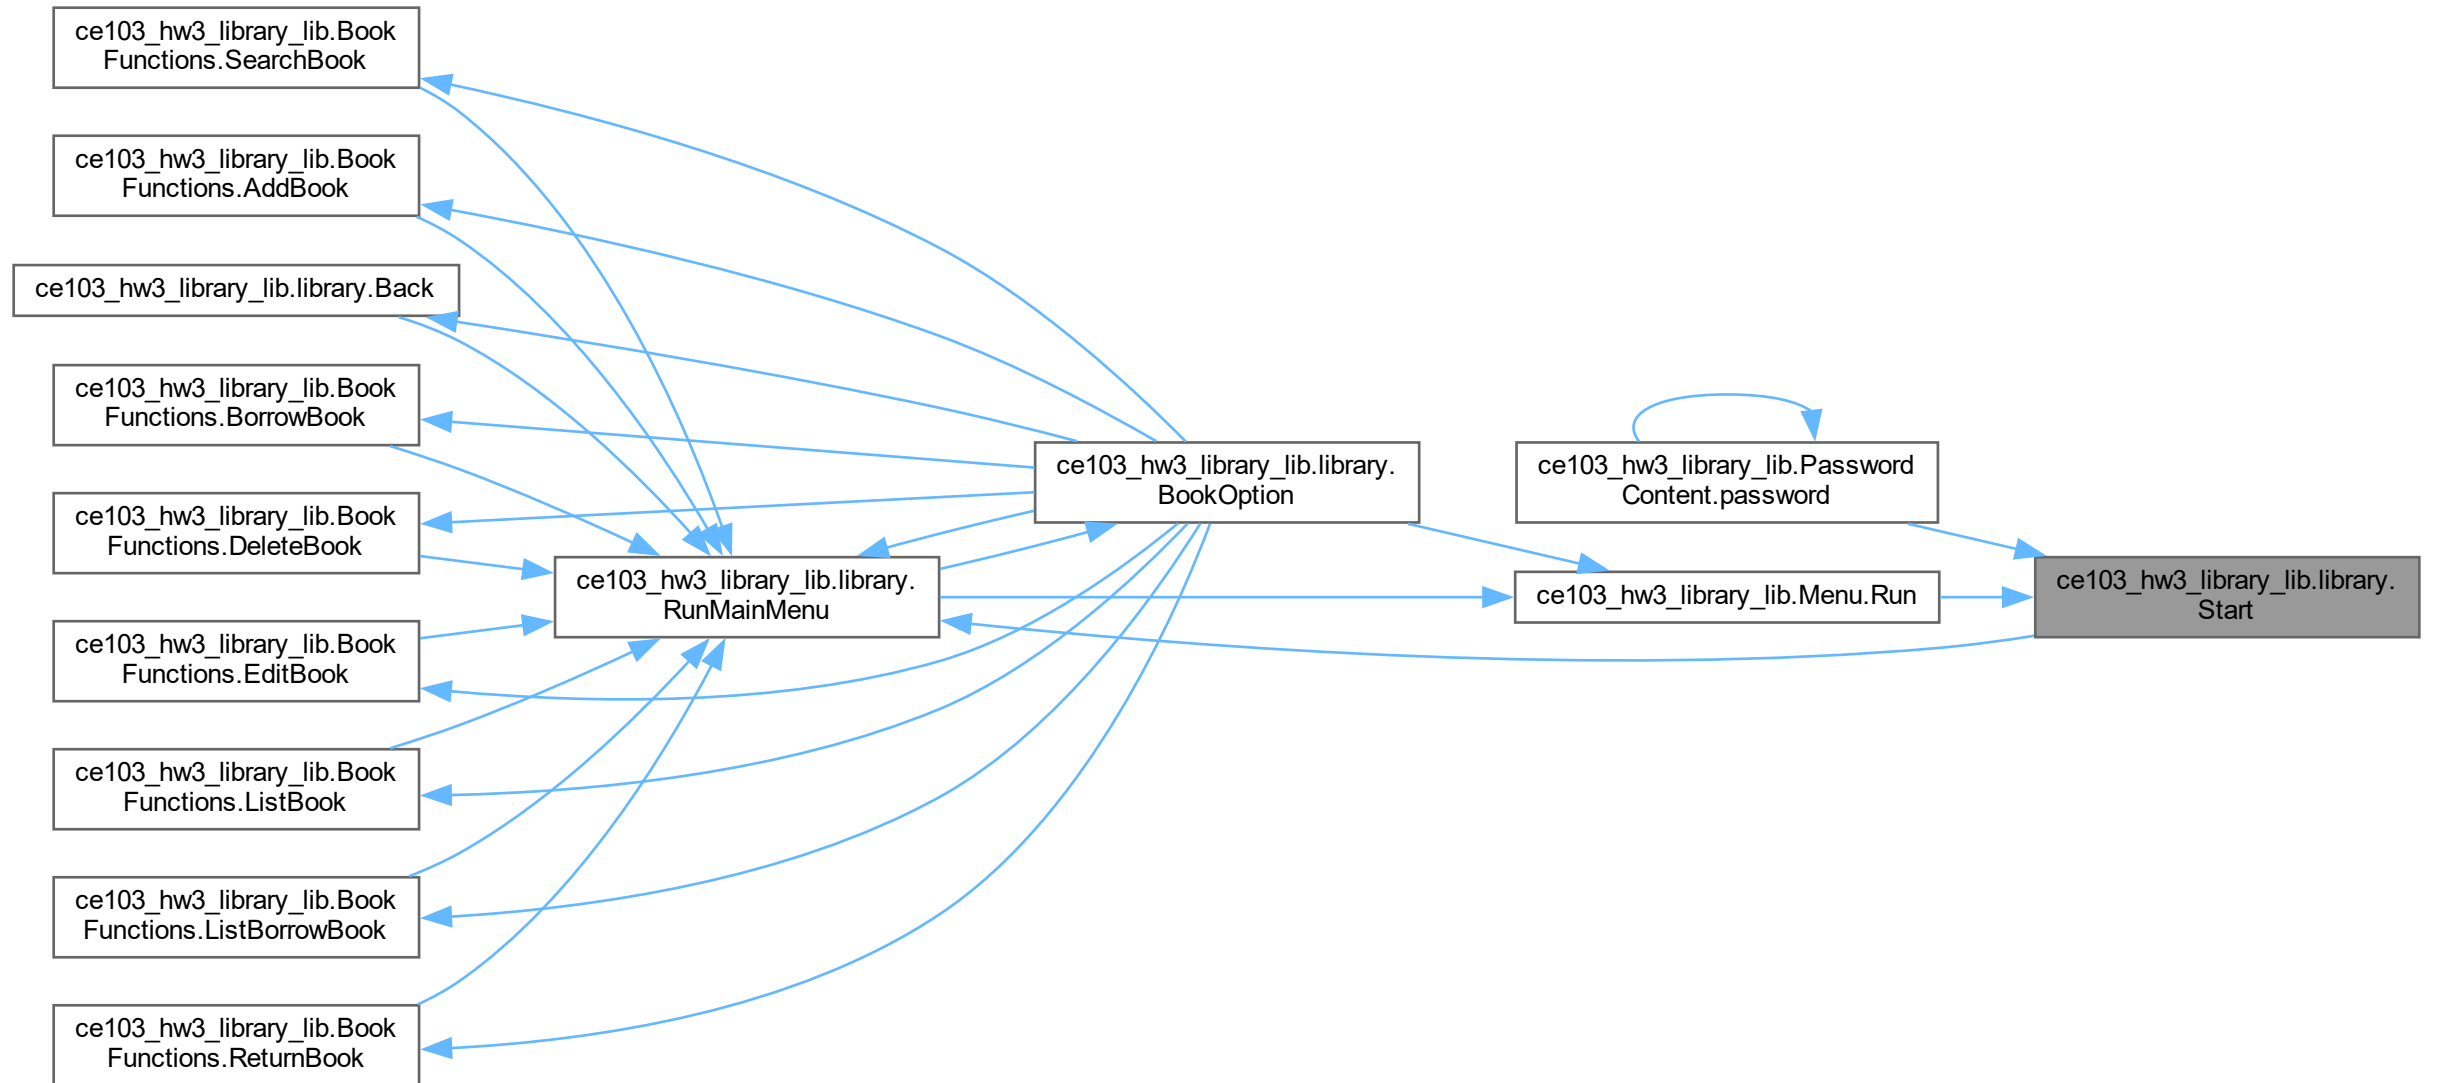 ce103_hw3_library_lib.Book
Functions.SearchBook
ce103_hw3_library_lib.Book
Functions.AddBook
ce103_hw3_library_lib.library.Back
ce103_hw3_library_lib.Book
Functions.BorrowBook
ce103_hw3_library_lib.Book
Functions.DeleteBook
ce103_hw3_library_lib.Book
Functions.EditBook
ce103_hw3_library_lib.Book
Functions.ListBook
ce103_hw3_library_lib.Book
Functions.ListBorrowBook
ce103_hw3_library_lib.Book
Functions.ReturnBook
ce103_hw3_library_lib.library.
RunMainMenu
ce103_hw3_library_lib.library.
BookOption
ce103_hw3_library_lib.Password
Content.password
ce103_hw3_library_lib.Menu.Run
ce103_hw3_library_lib.library.
Start